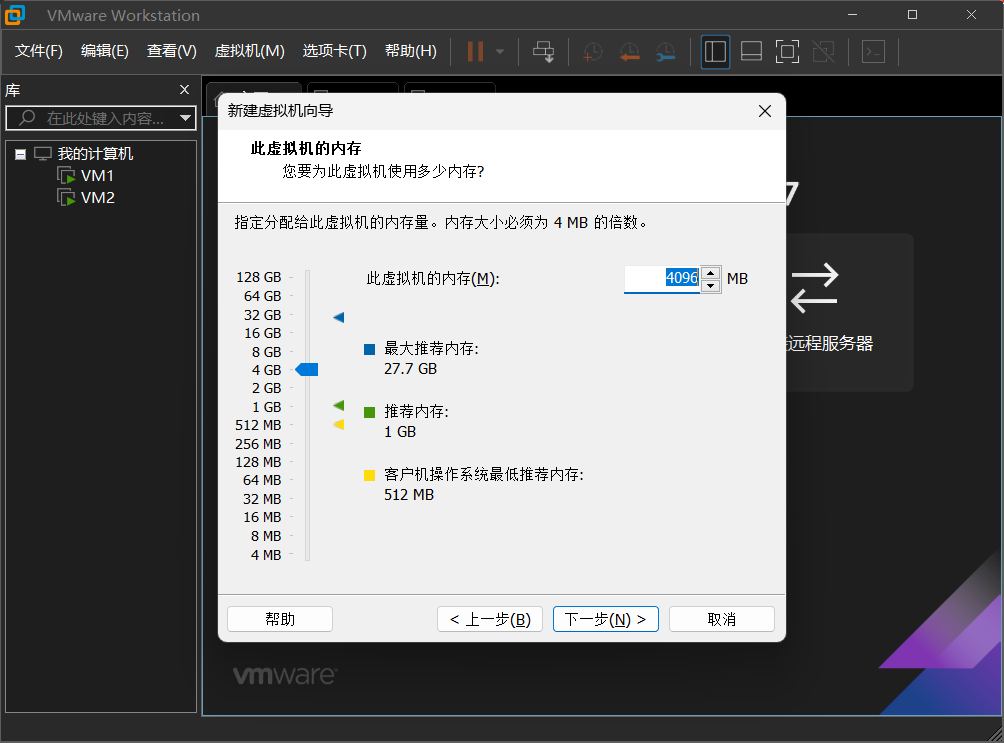 VMware Workstation
文件(F) 编辑(E) 查看(V) 虚拟机(M) 选项卡(T) 帮助(H)
库
在此处键入内容...
我的计算机
VM1
VM2
新建虚拟机向导
此虚拟机的内存
您要为此虚拟机使用多少内存?
指定分配给此虚拟机的内存量。内存大小必须为 4 MB 的倍数。
128 GB
64 GB
32 GB
16 GB
8 GB
4 GB
2 GB
1 GB
512 MB
256 MB
128 MB
64 MB
32 MB
16 MB
8 MB
4 MB
此虚拟机的内存(M): 4096 MB
最大推荐内存:
27.7 GB
推荐内存:
1 GB
客户机操作系统最低推荐内存:
512 MB
帮助 < 上一步(B) 下一步(N) > 取消
7
远程服务器
vmware